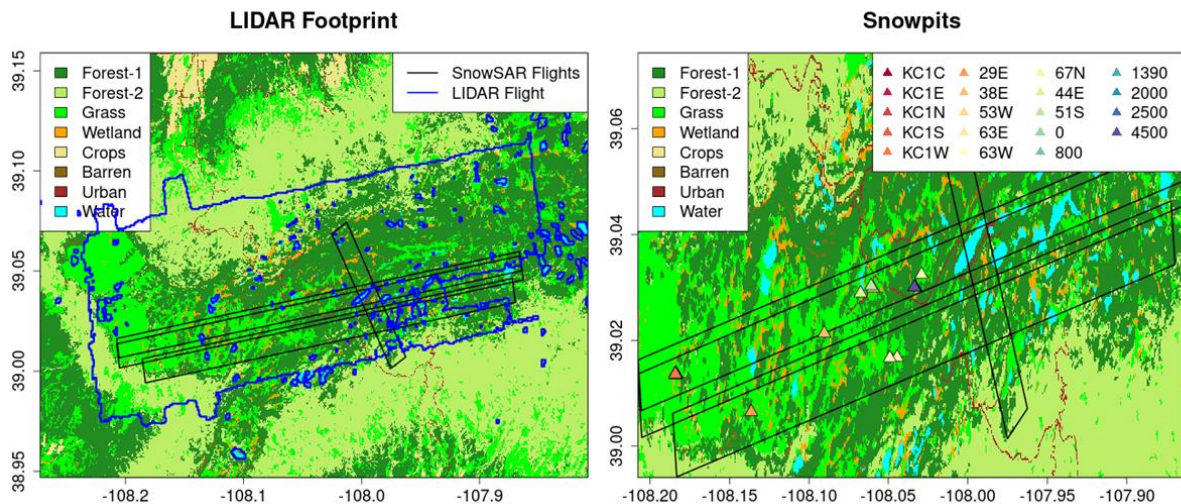 LIDAR Footprint
39.15
39.10
39.05
39.00
38.95
Forest-1
Forest-2
Grass
Wetland
Crops
Barren
Urban
Water
SnowSAR Flights
LIDAR Flight
-108.2
-108.1
-108.0
-107.9
Snowpits
39.06
39.04
39.02
39.00
Forest-1
Forest-2
Grass
Wetland
Crops
Barren
Urban
Water
KC1C 29E 67N 1390
KC1E 38E 44E 2000
KC1N 53W 51S 2500
KC1S 63E 0 4500
KC1W 63W 800
-108.20
-108.15
-108.10
-108.05
-108.00
-107.95
-107.90